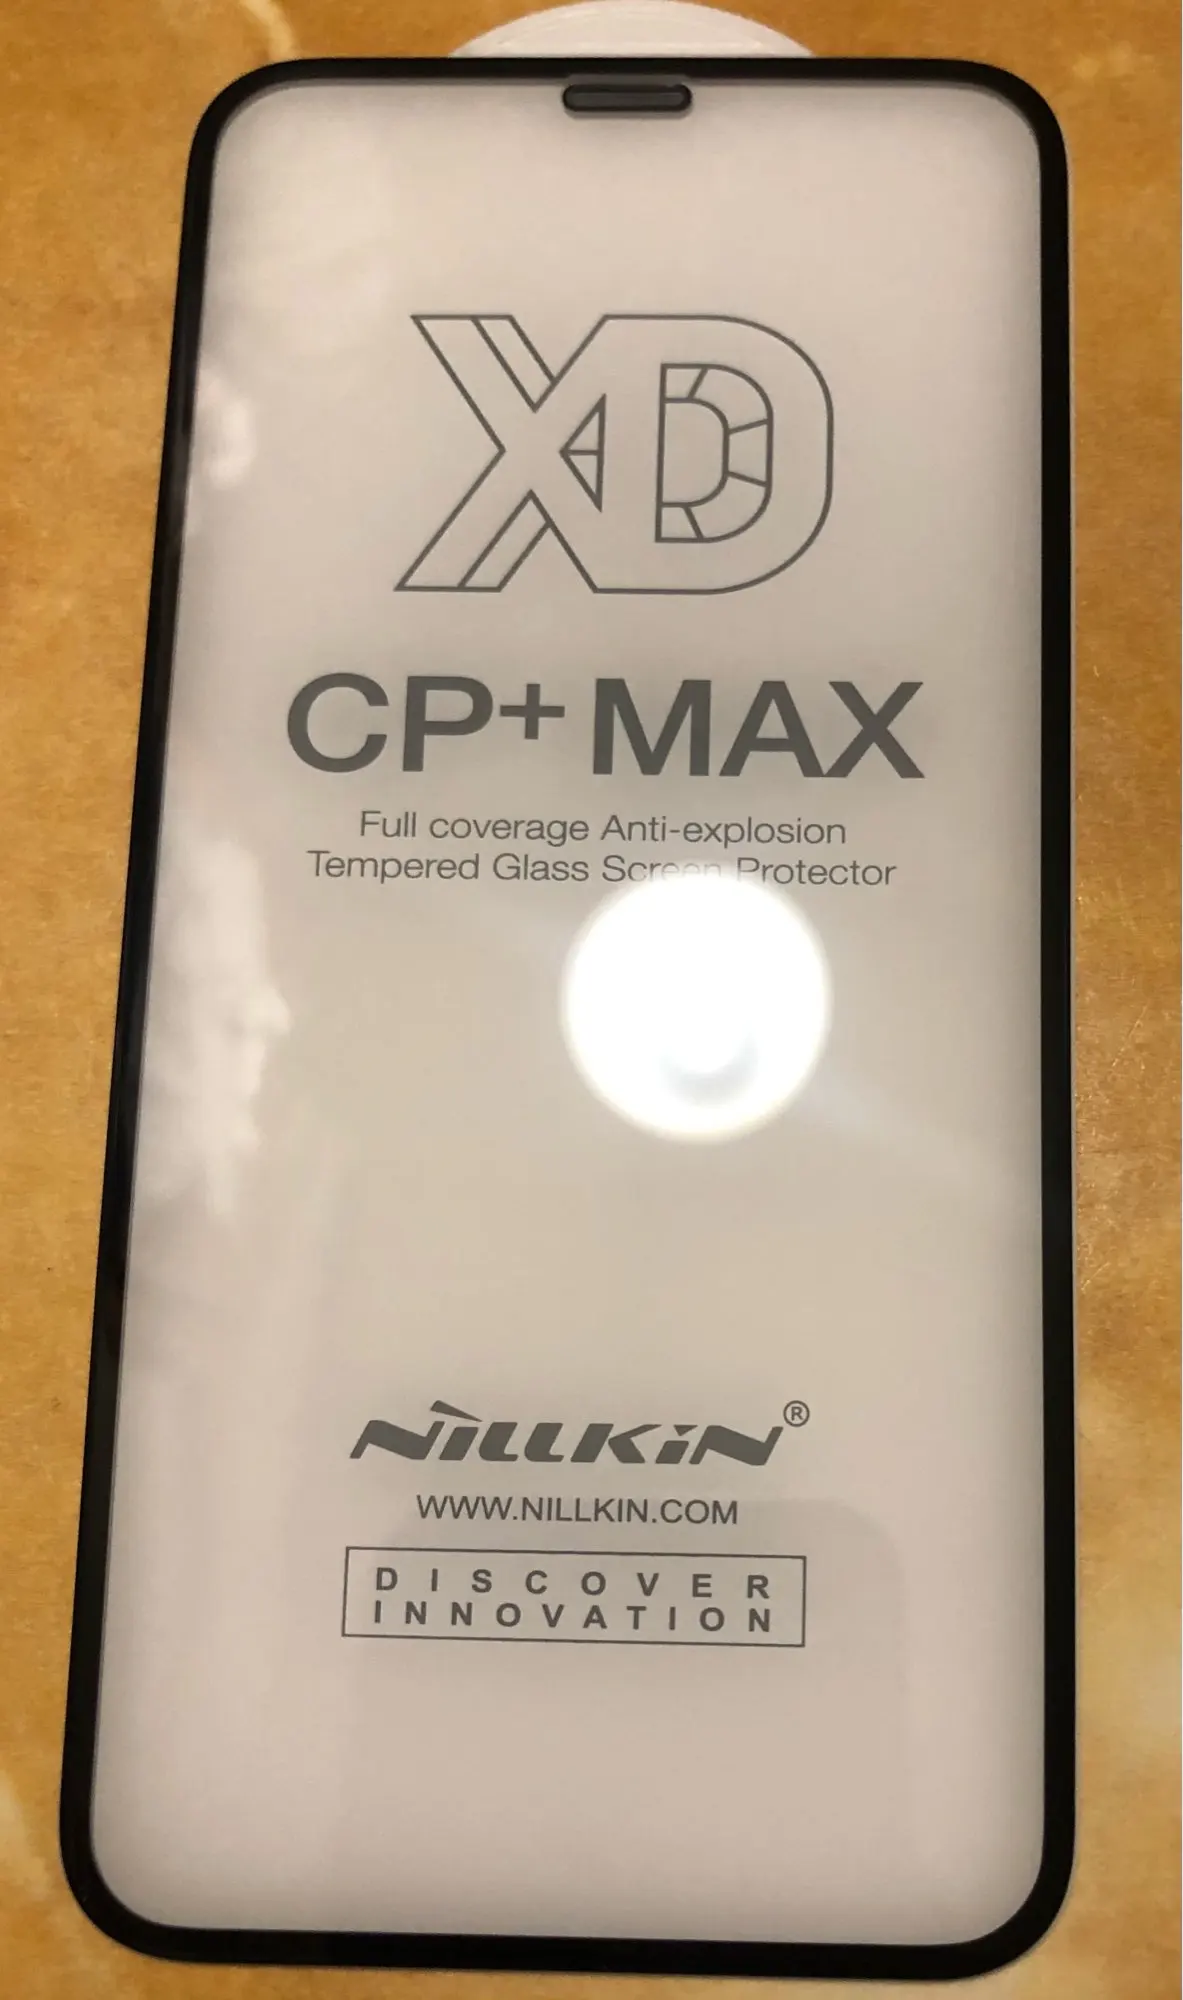 XD
CP+ MAX
Full coverage Anti-explosion
Tempered Glass Screen Protector
NILLKIN®
WWW.NILLKIN.COM
DISCOVER
INNOVATION